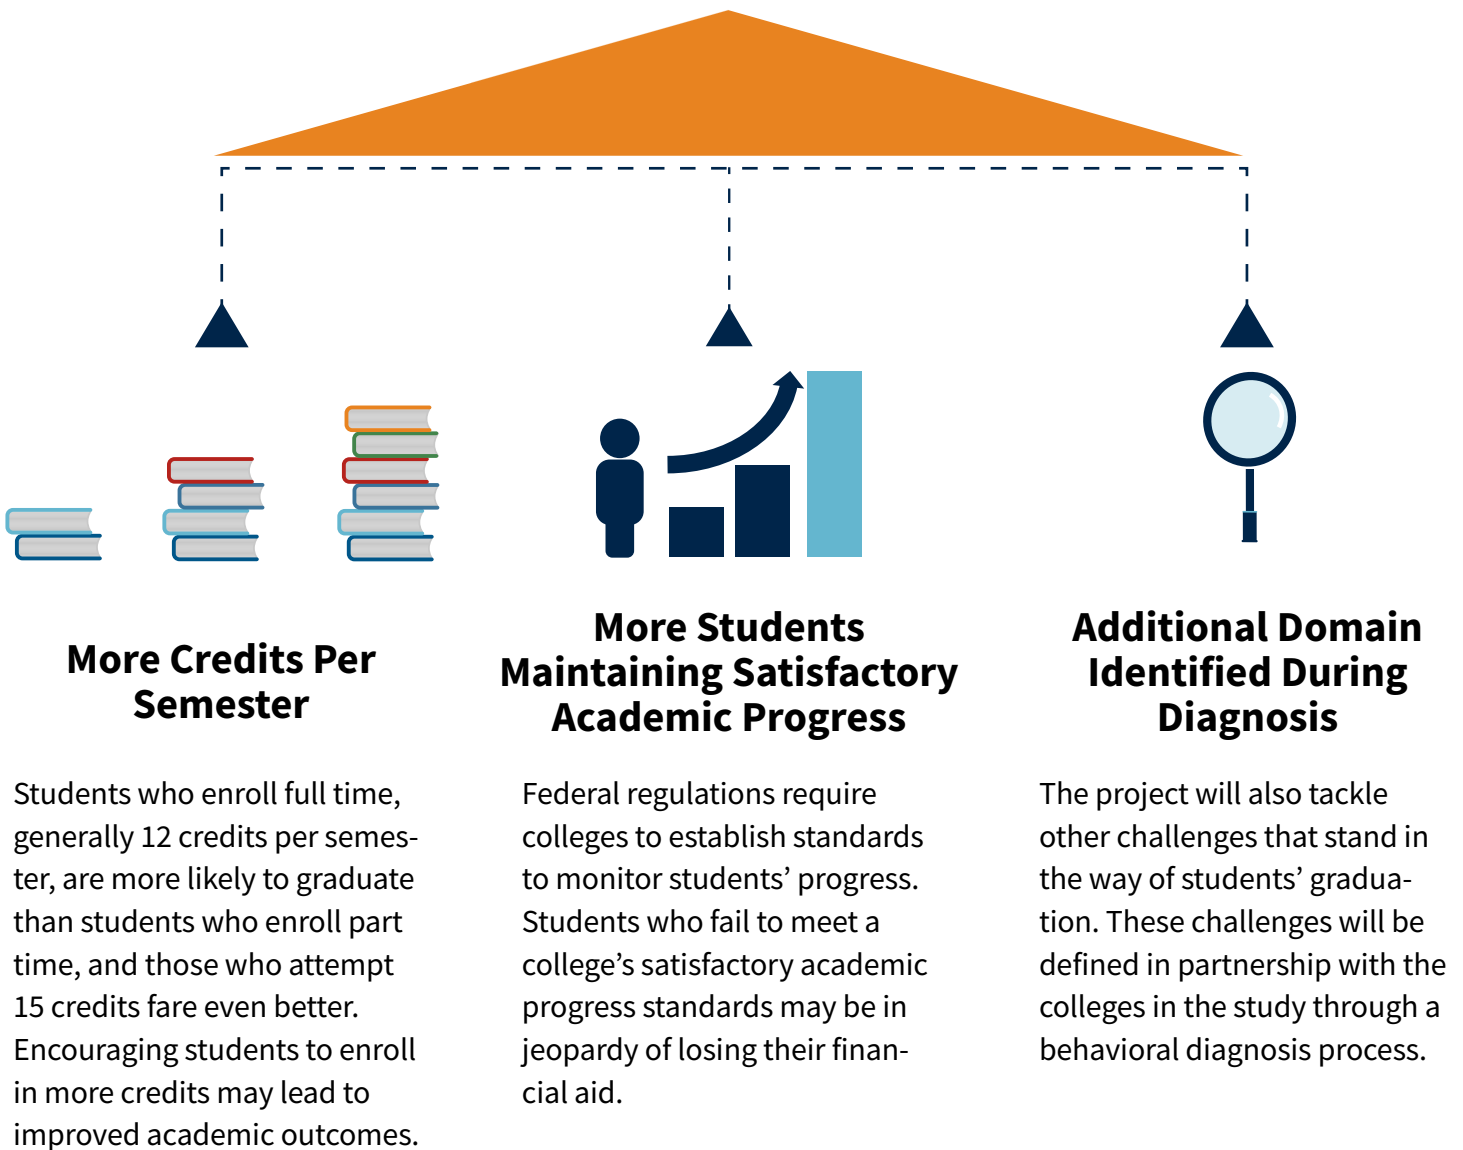 More Credits Per
Semester
Students who enroll full time,
generally 12 credits per semes-
ter, are more likely to graduate
than students who enroll part
time, and those who attempt
15 credits fare even better.
Encouraging students to enroll
in more credits may lead to
improved academic outcomes.
More Students
Maintaining Satisfactory
Academic Progress
Federal regulations require
colleges to establish standards
to monitor students’ progress.
Students who fail to meet a
college’s satisfactory academic
progress standards may be in
jeopardy of losing their finan-
cial aid.
Additional Domain
Identified During
Diagnosis
The project will also tackle
other challenges that stand in
the way of students’ gradua-
tion. These challenges will be
defined in partnership with the
colleges in the study through a
behavioral diagnosis process.